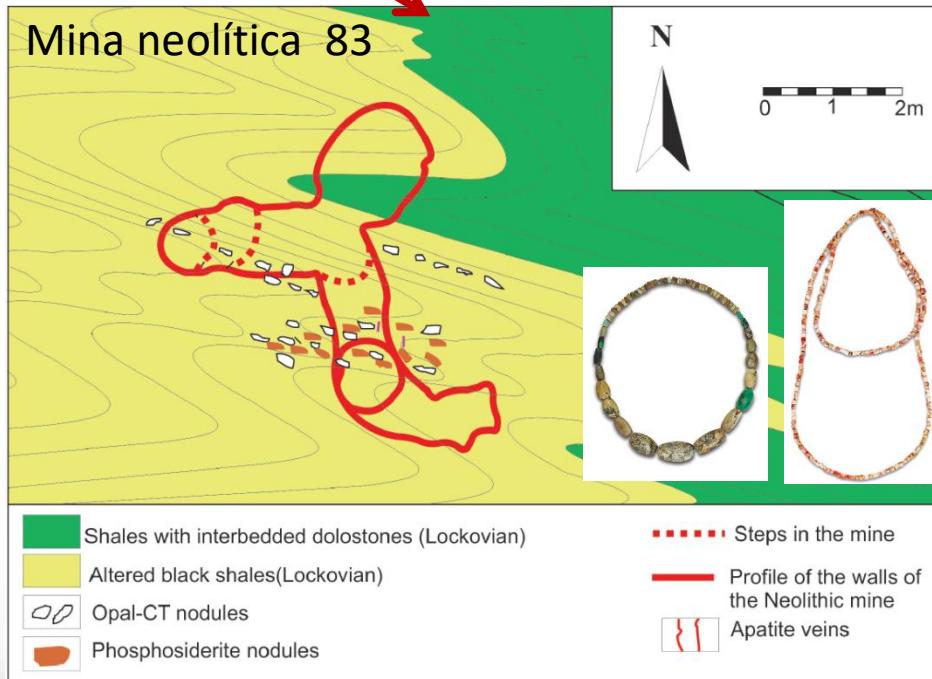 Mina neolítica 83
N
0 1 2m
Shales with interbedded dolostones (Lockovian)
Altered black shales(Lockovian)
Opal-CT nodules
Phosphosiderite nodules
Steps in the mine
Profile of the walls of
the Neolithic mine
Apatite veins